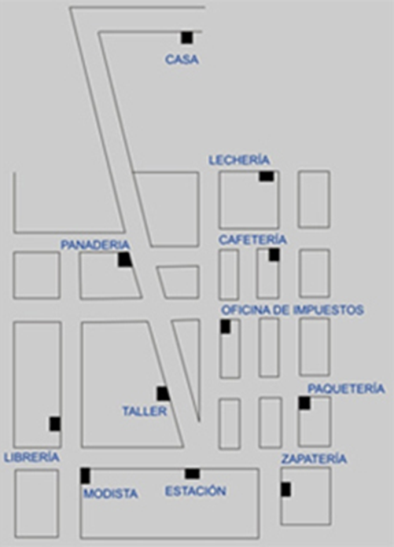 CASA
LECHERÍA
CAFETERÍA
PANADERIA
OFICINA DE IMPUESTOS
PAQUETERÍA
TALLER
LIBRERÍA
ZAPATERÍA
MODISTA
ESTACIÓN